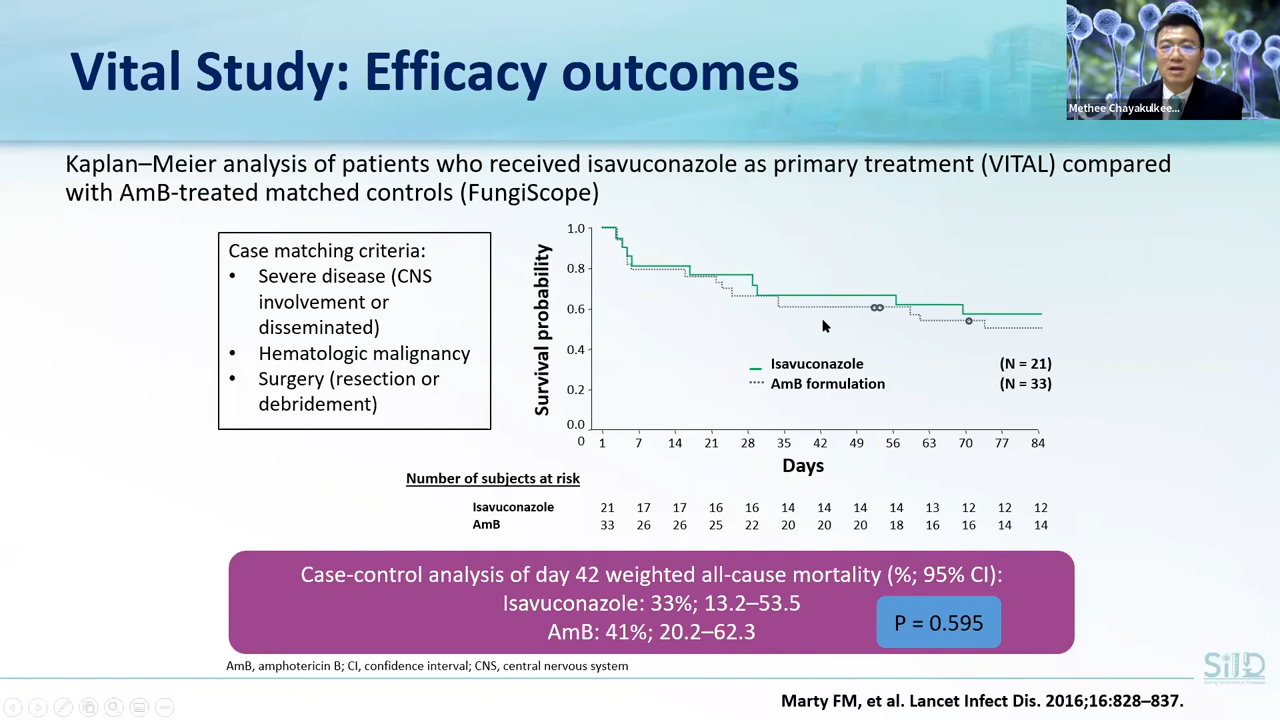 Vital Study: Efficacy outcomes
Methee Chayakulkee...
Kaplan–Meier analysis of patients who received isavuconazole as primary treatment (VITAL) compared
with AmB-treated matched controls (FungiScope)
Case matching criteria:
• Severe disease (CNS
involvement or
disseminated)
• Hematologic malignancy
• Surgery (resection or
debridement)
Survival probability
1.0
0.8
0.6
0.4
0.2
0.0
Isavuconazole (N = 21)
AmB formulation (N = 33)
0 1 7 14 21 28 35 42 49 56 63 70 77 84
Days
Number of subjects at risk
Isavuconazole 21 17 17 16 16 14 14 14 14 13 12 12 12
AmB 33 26 26 25 22 20 20 20 18 16 16 14 14
Case-control analysis of day 42 weighted all-cause mortality (%; 95% CI):
Isavuconazole: 33%; 13.2–53.5
AmB: 41%; 20.2–62.3
P = 0.595
AmB, amphotericin B; CI, confidence interval; CNS, central nervous system
SiID
Marty FM, et al. Lancet Infect Dis. 2016;16:828–837.